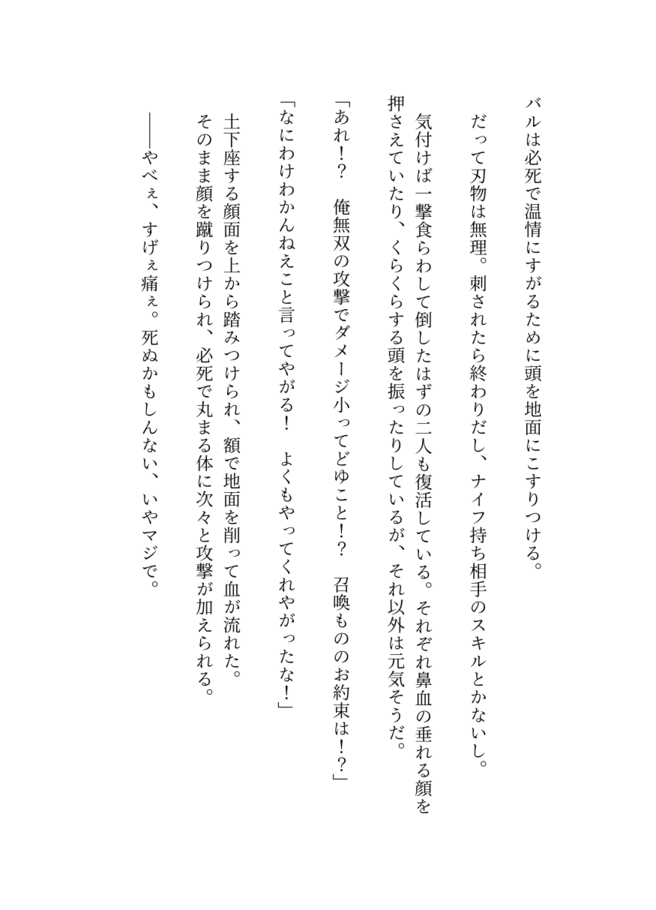 バルは必死で温情にすがるために頭を地面にこすりつける。
だって刃物は無理。刺されたら終わりだし、ナイフ持ち相手のスキルとかないし。
気付けば一撃食らわして倒したはずの二人も復活している。それぞれ鼻血の垂れる顔を
押さえていたり、くらくらする頭を振ったりしているが、それ以外は元気そうだ。
「あれ！？　俺無双の攻撃でダメージ小ってどゆこと！？　召喚もののお約束は！？」
「なにわけわかんねえこと言ってやがる！　よくもやってくれやがったな！」
土下座する顔面を上から踏みつけられ、額で地面を削って血が流れた。
そのまま顔を蹴りつけられ、必死で丸まる体に次々と攻撃が加えられる。
――やべぇ、すげぇ痛ぇ。死ぬかもしんない、いやマジで。